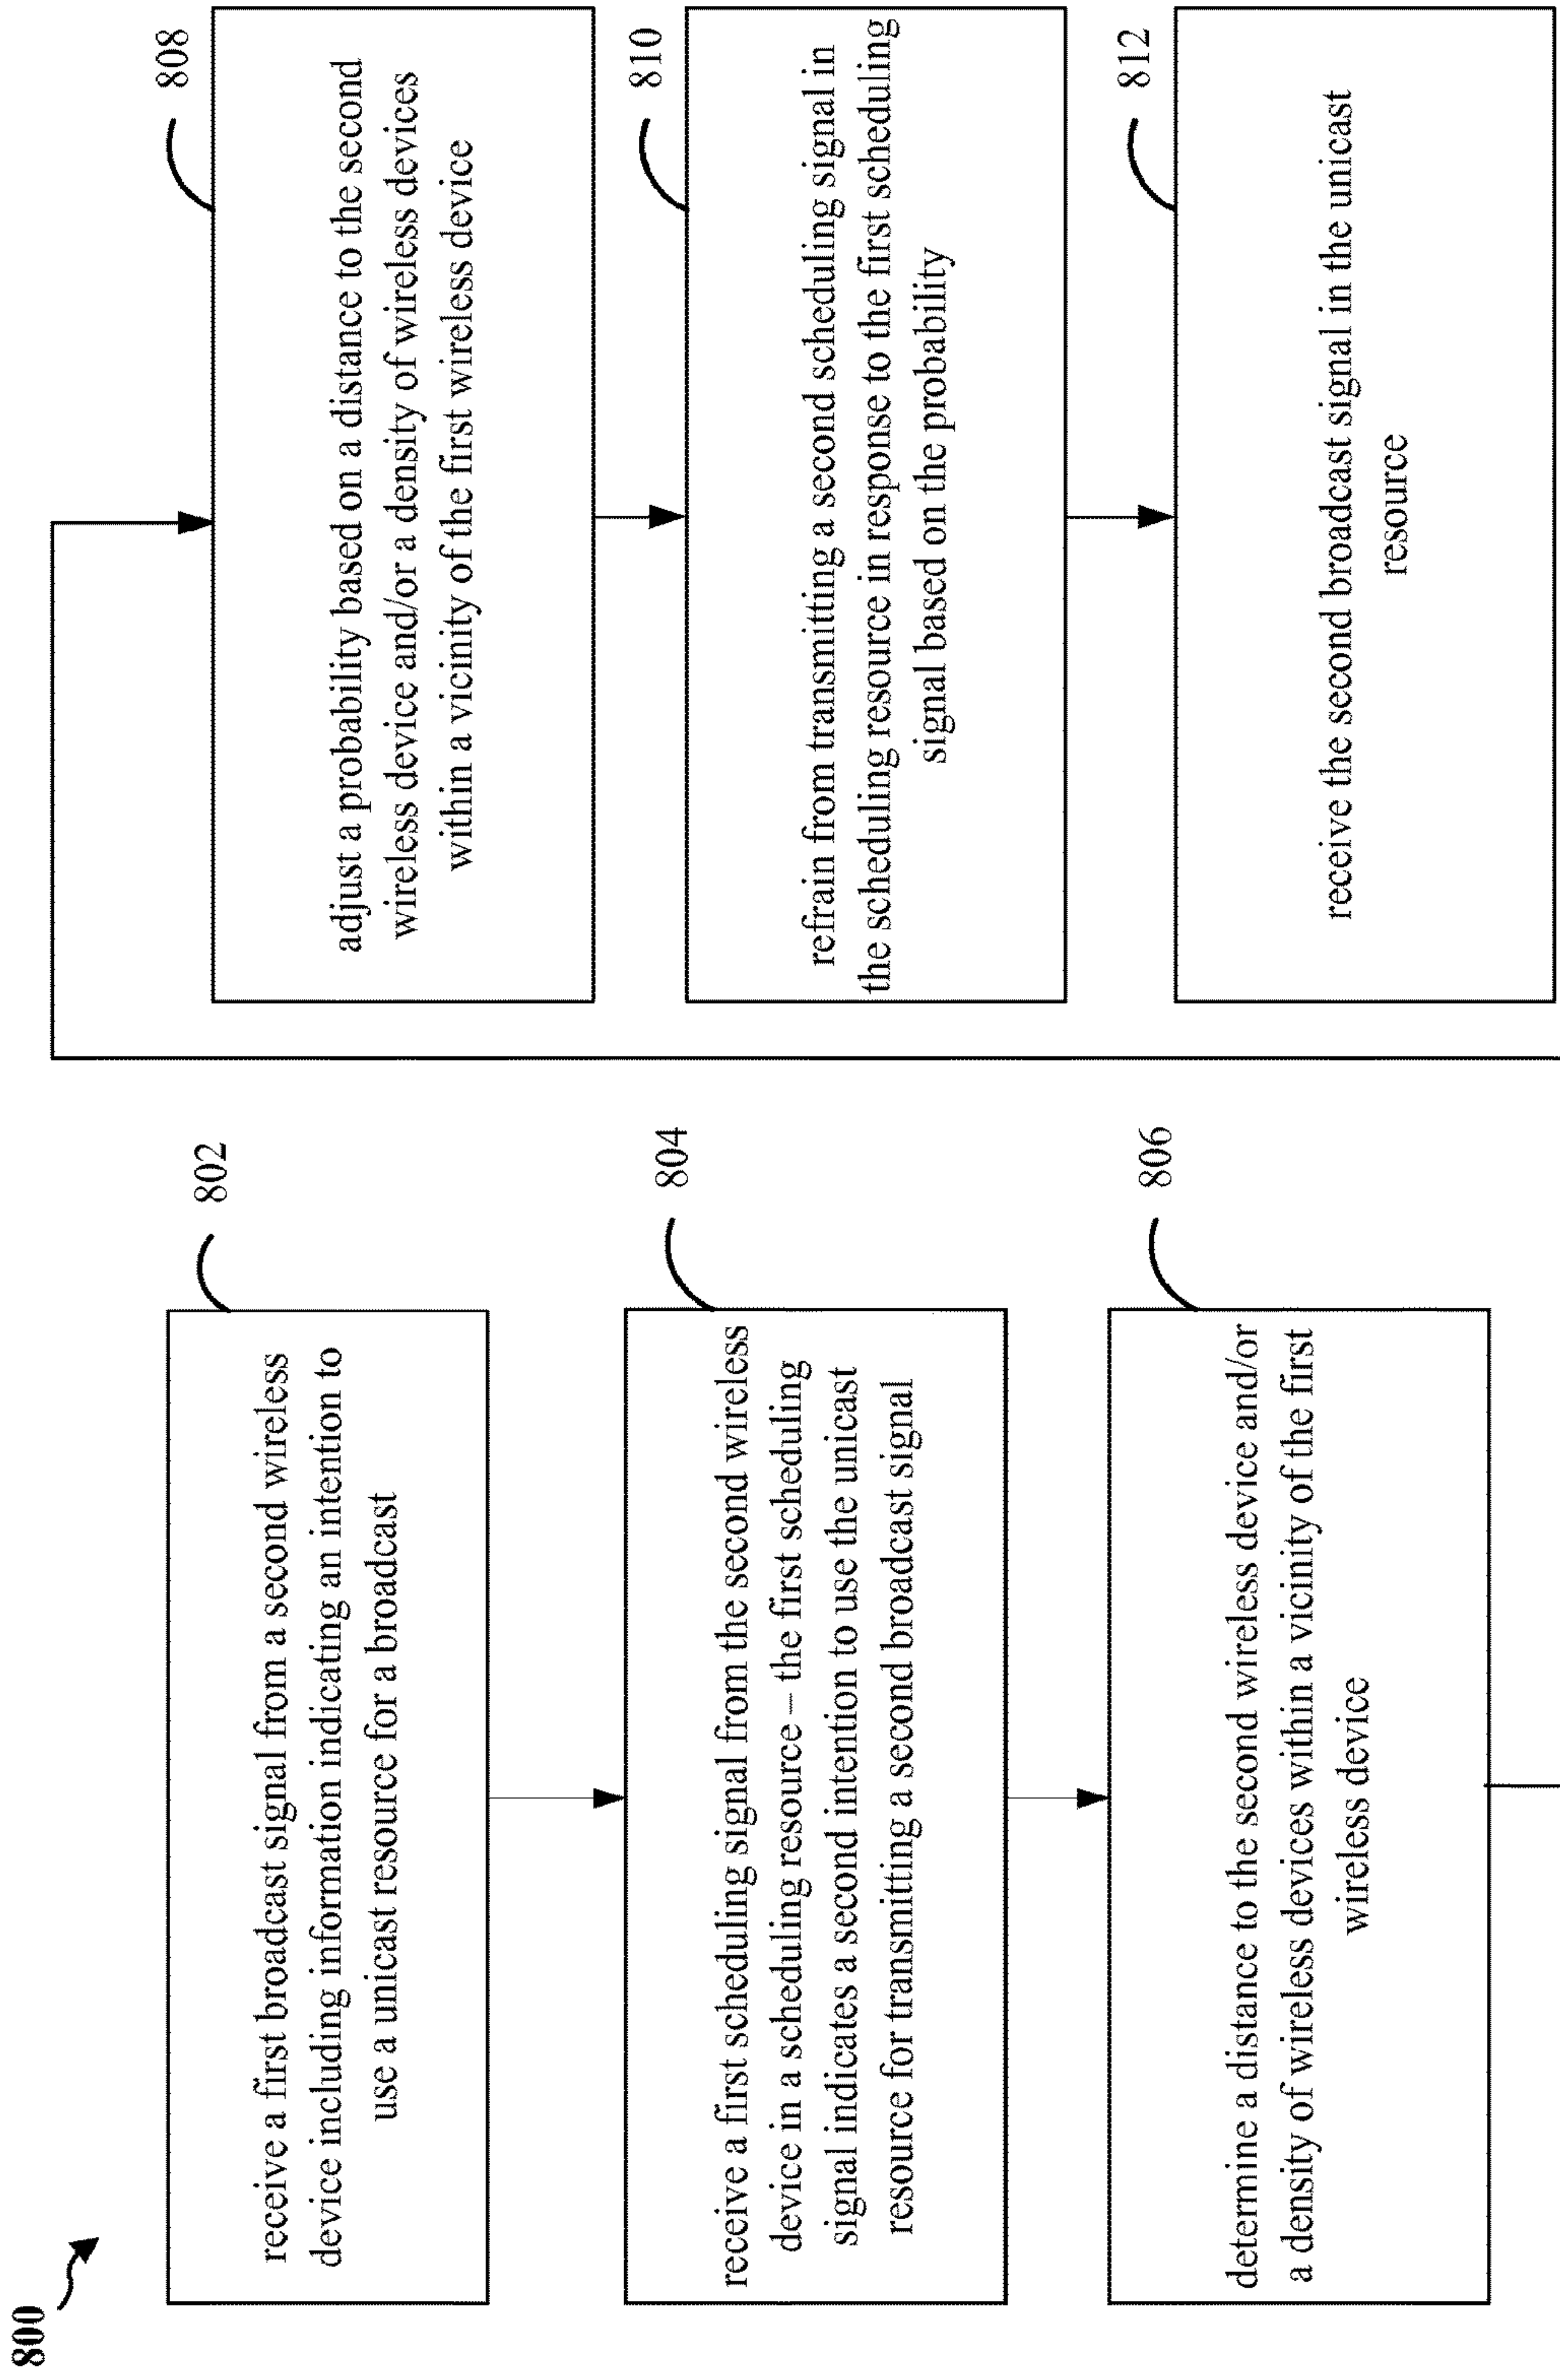 800
802
receive a first broadcast signal from a second wireless
device including information indicating an intention to
use a unicast resource for a broadcast
804
receive a first scheduling signal from the second wireless
device in a scheduling resource – the first scheduling
signal indicates a second intention to use the unicast
resource for transmitting a second broadcast signal
806
determine a distance to the second wireless device and/or
a density of wireless devices within a vicinity of the first
wireless device
808
adjust a probability based on a distance to the second
wireless device and/or a density of wireless devices
within a vicinity of the first wireless device
810
refrain from transmitting a second scheduling signal in
the scheduling resource in response to the first scheduling
signal based on the probability
812
receive the second broadcast signal in the unicast
resource